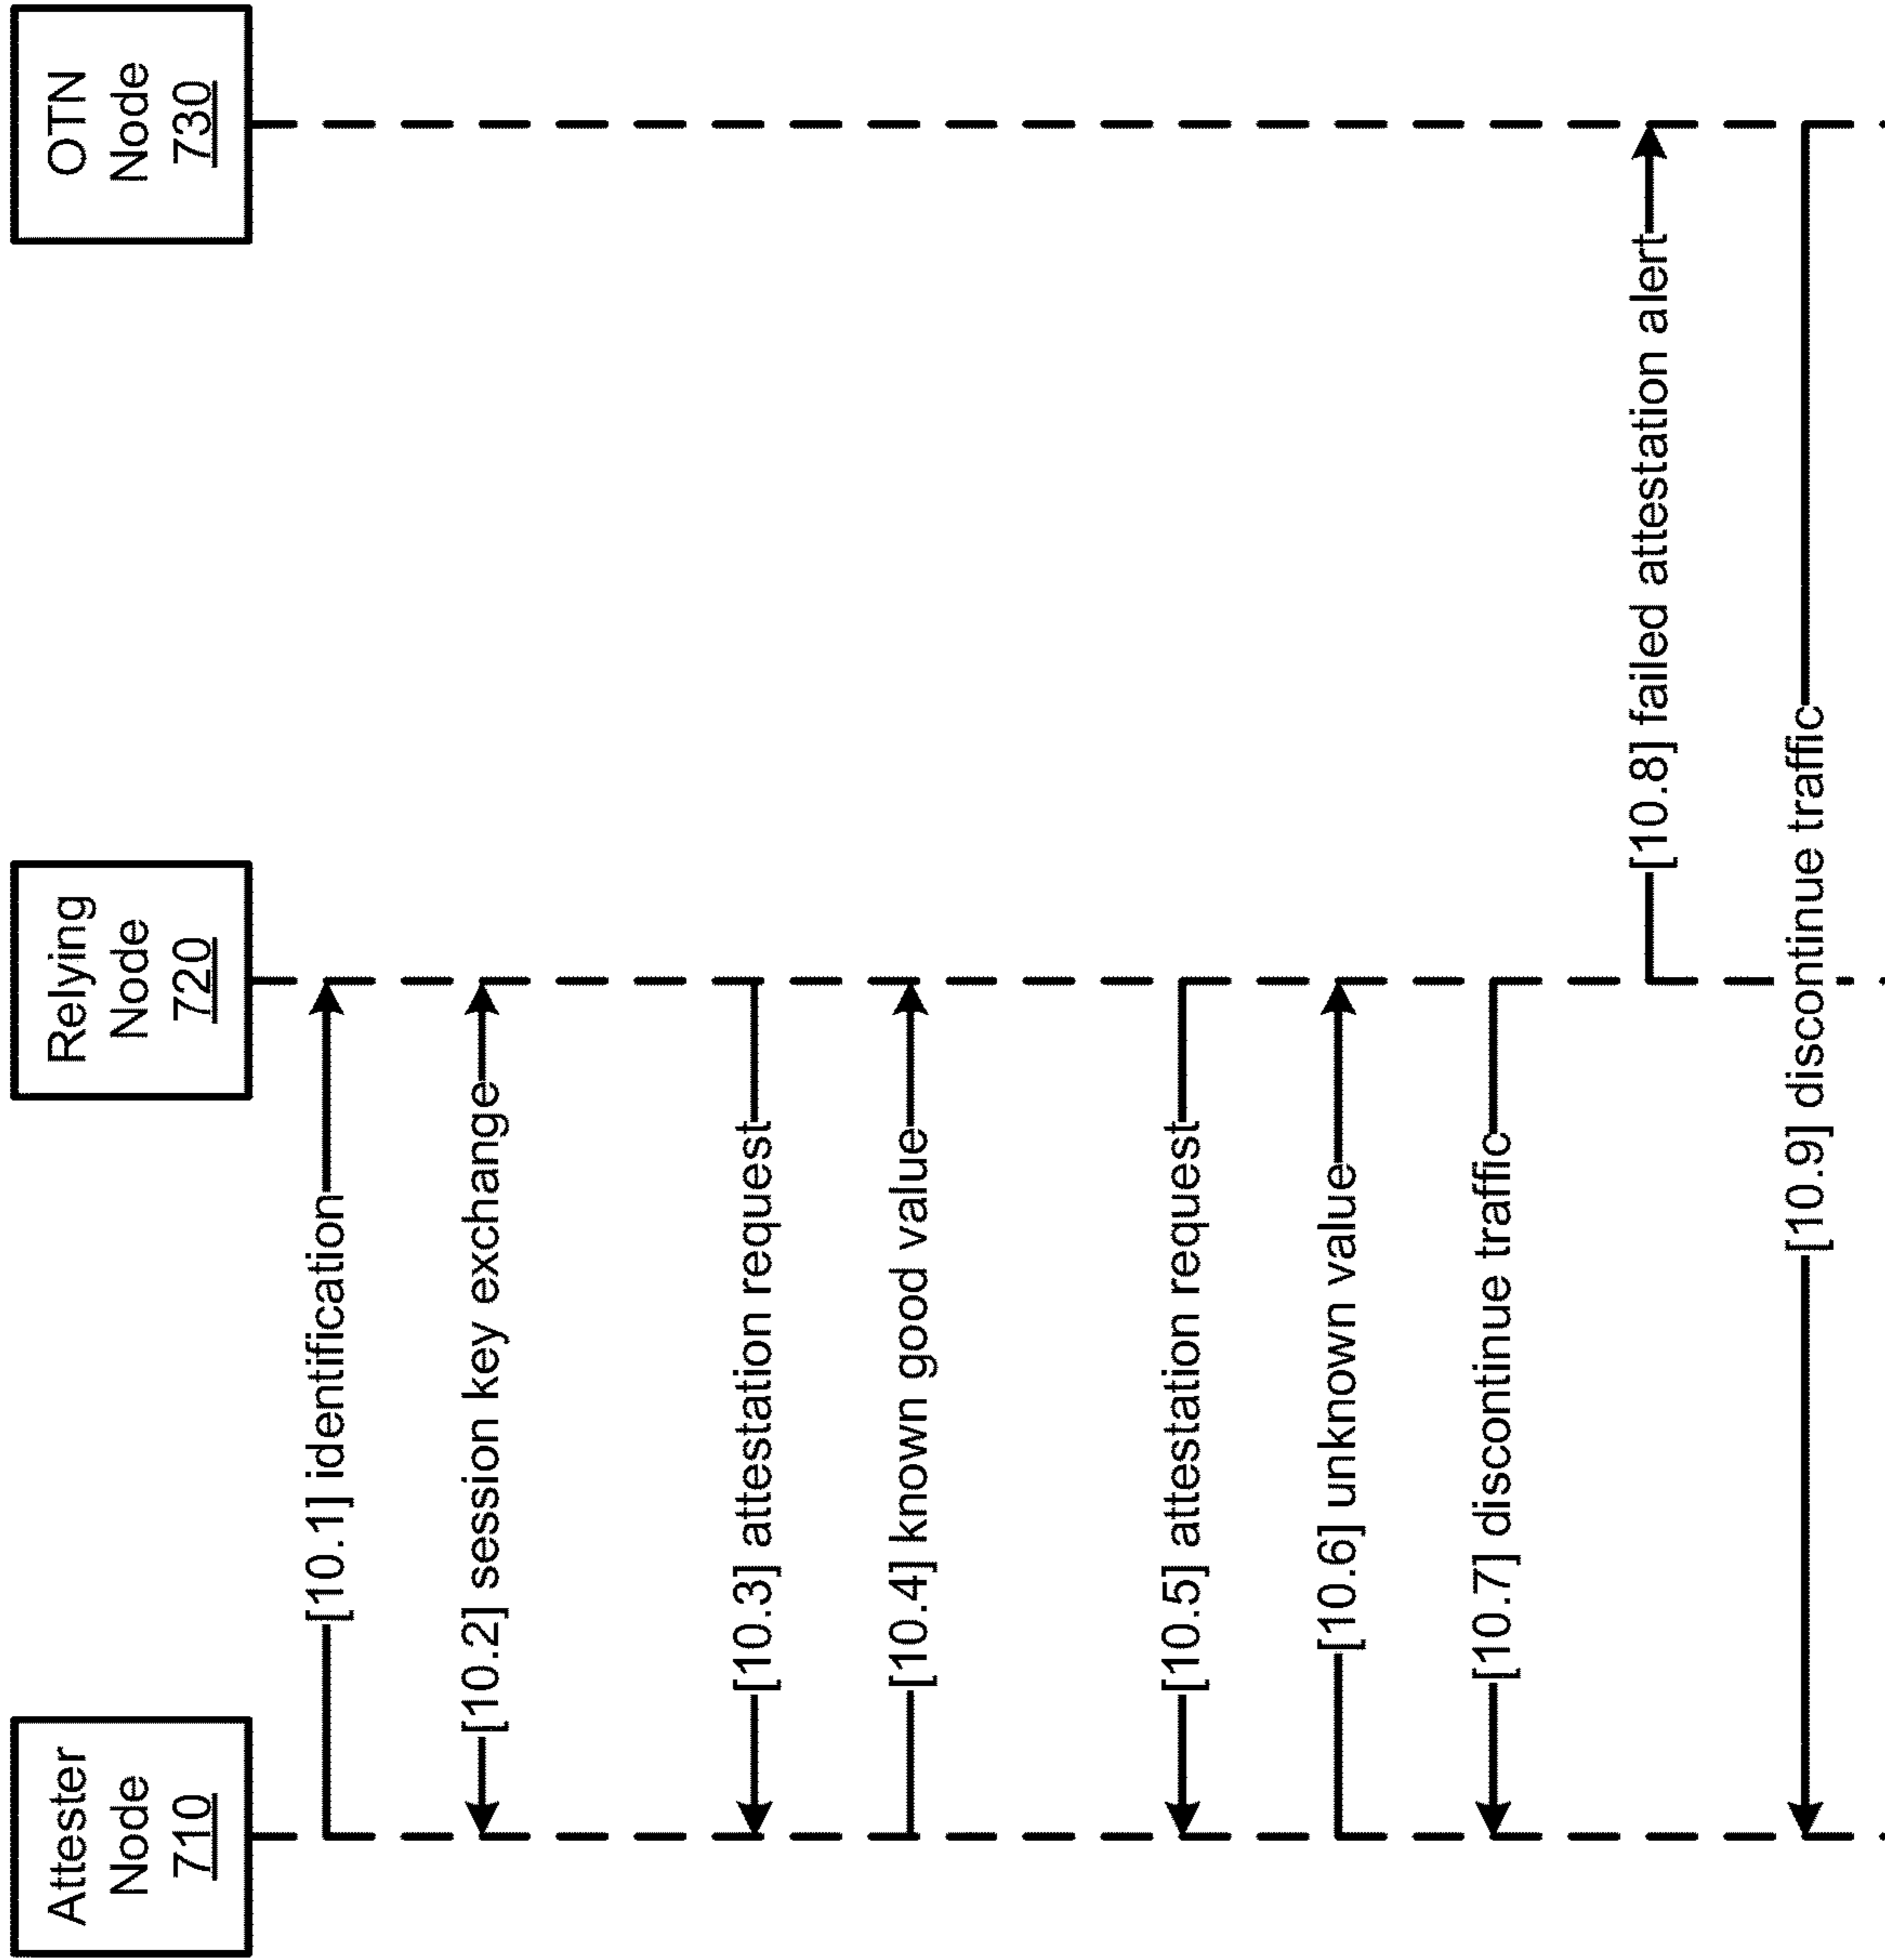 Attester
Node
710
Relying
Node
720
OTN
Node
730
[10.1] identification
[10.2] session key exchange
[10.3] attestation request
[10.4] known good value
[10.5] attestation request
[10.6] unknown value
[10.7] discontinue traffic
[10.8] failed attestation alert
[10.9] discontinue traffic